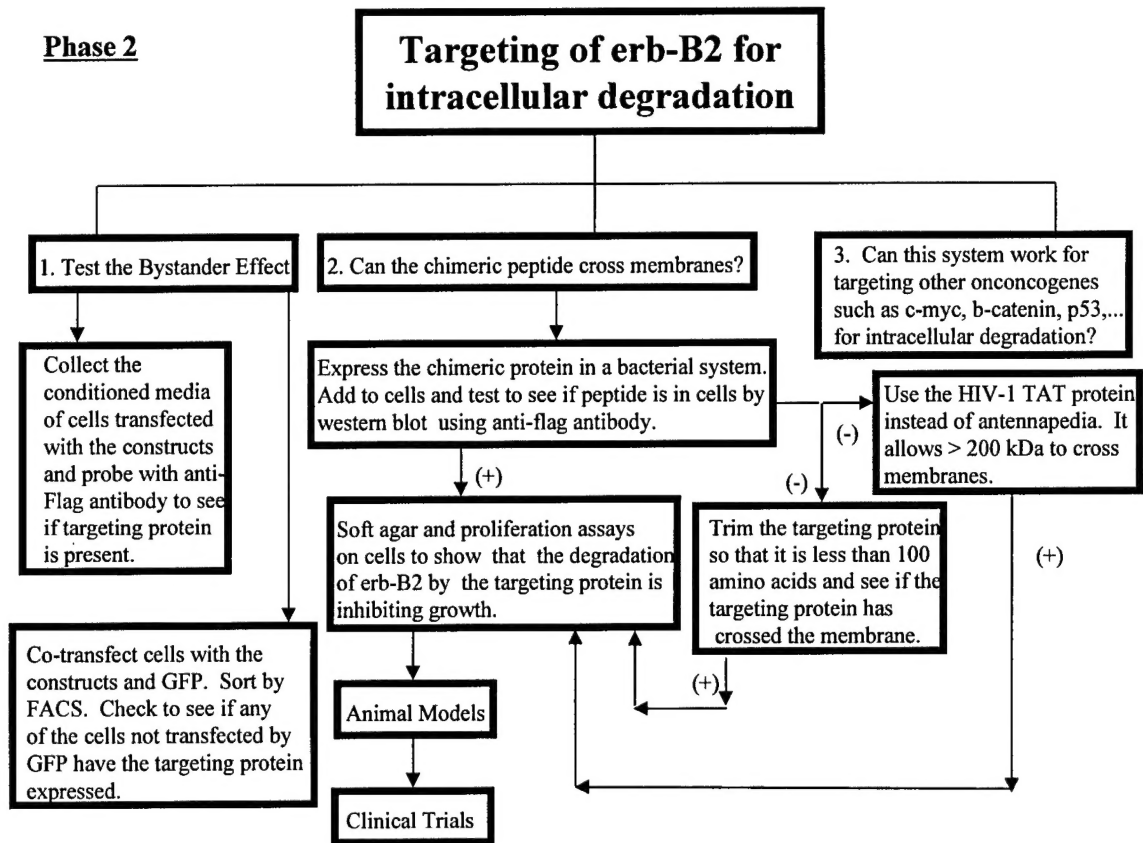 Phase 2
Targeting of erb-B2 for
intracellular degradation
1. Test the Bystander Effect
2. Can the chimeric peptide cross membranes?
3. Can this system work for
targeting other onconcogenes
such as c-myc, b-catenin, p53,...
for intracellular degradation?
Collect the
conditioned media
of cells transfected
with the constructs
and probe with anti-
Flag antibody to see
if targeting protein
is present.
Express the chimeric protein in a bacterial system.
Add to cells and test to see if peptide is in cells by
western blot using anti-flag antibody.
(-)
Use the HIV-1 TAT protein
instead of antennapedia. It
allows > 200 kDa to cross
membranes.
(+)
(-)
Soft agar and proliferation assays
on cells to show that the degradation
of erb-B2 by the targeting protein is
inhibiting growth.
Trim the targeting protein
so that it is less than 100
amino acids and see if the
targeting protein has
crossed the membrane.
(+)
(+)
Co-transfect cells with the
constructs and GFP. Sort by
FACS. Check to see if any
of the cells not transfected by
GFP have the targeting protein
expressed.
Animal Models
Clinical Trials